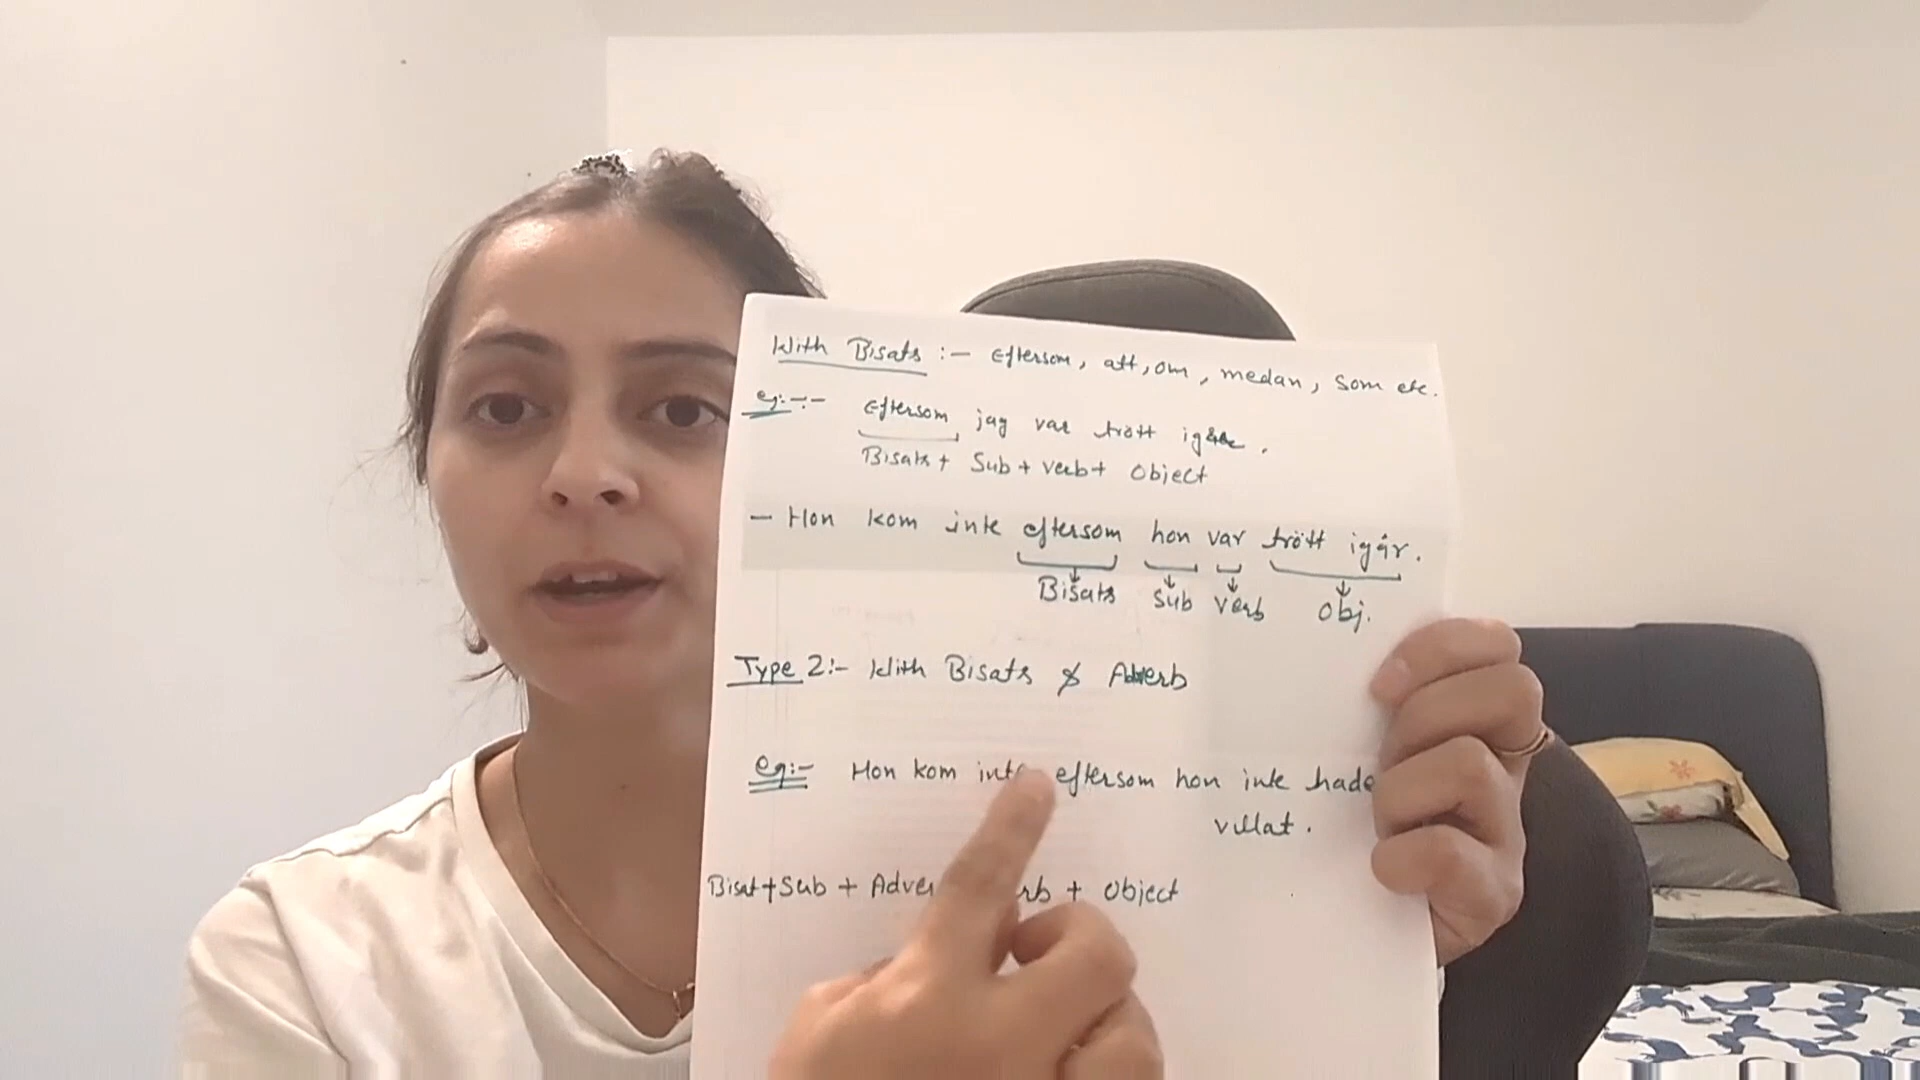 With Bisats :- Eftersom, att, om, medan, som etc.
eg:-- Eftersom jag var trött igår.
Bisats + Sub + Verb + Object
- Hon kom inte eftersom hon var trött igår.
Bisats Sub Verb Obj.
Type 2:- With Bisats & Adverb
eg:- Hon kom inte eftersom hon inte hade
villat.
Bisat + Sub + Adve rb + Object